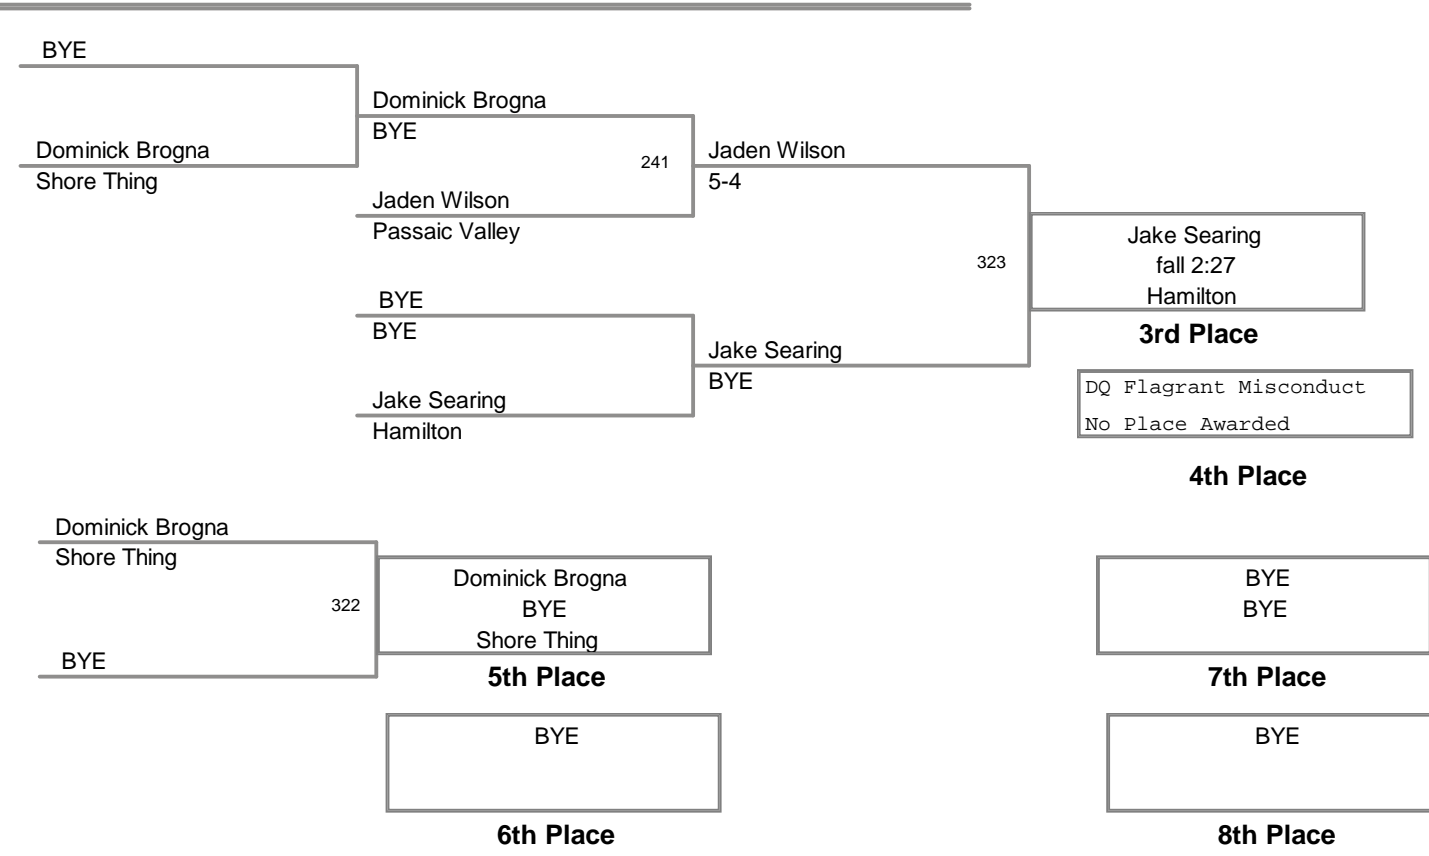 BYE
Dominick Brogna
BYE
Dominick Brogna
Shore Thing
241
Jaden Wilson
5-4
Jaden Wilson
Passaic Valley
Jake Searing
fall 2:27
Hamilton
323
3rd Place
BYE
BYE
Jake Searing
BYE
DQ Flagrant Misconduct
No Place Awarded
Jake Searing
Hamilton
4th Place
Dominick Brogna
Shore Thing
322
BYE
Dominick Brogna
BYE
Shore Thing
5th Place
BYE
BYE
7th Place
BYE
6th Place
BYE
8th Place